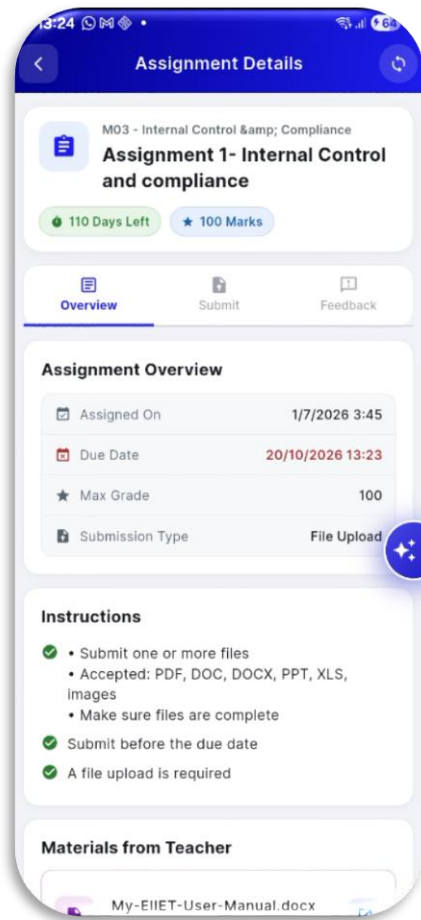 13:24
64
Assignment Details
M03 - Internal Control &amp; Compliance
Assignment 1- Internal Control
and compliance
110 Days Left
★ 100 Marks
Overview
Submit
Feedback
Assignment Overview
Assigned On 1/7/2026 3:45
Due Date 20/10/2026 13:23
Max Grade 100
Submission Type File Upload
Instructions
• Submit one or more files
• Accepted: PDF, DOC, DOCX, PPT, XLS,
images
• Make sure files are complete
Submit before the due date
A file upload is required
Materials from Teacher
My-EIIET-User-Manual.docx